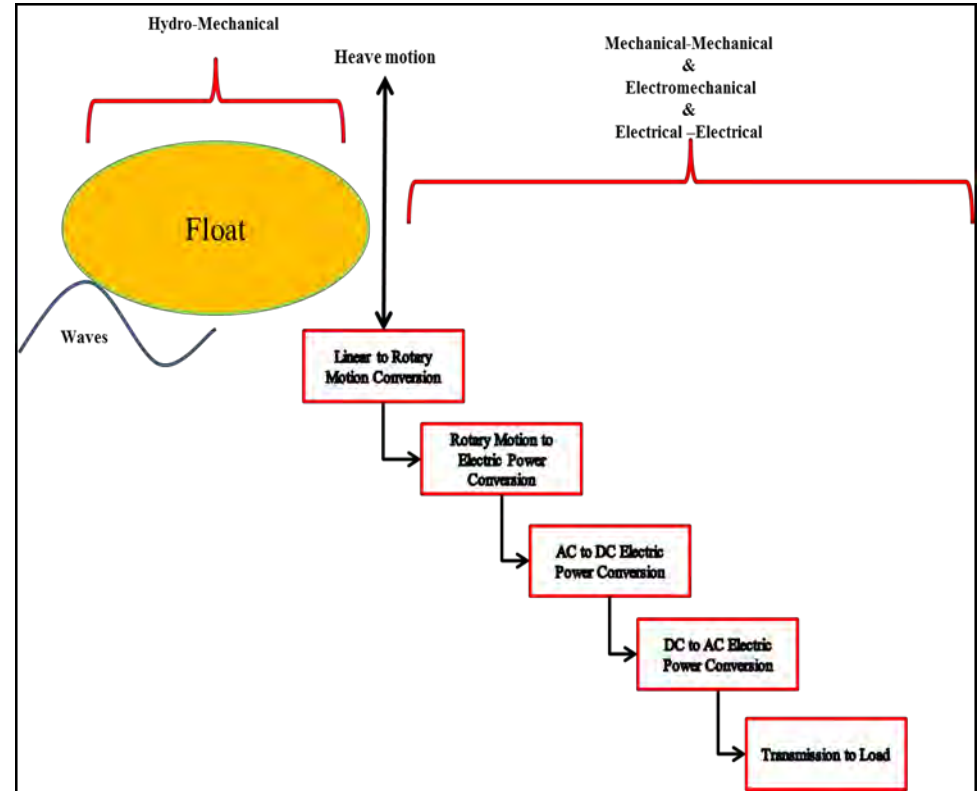 Hydro-Mechanical
Heave motion
Mechanical-Mechanical
&
Electromechanical
&
Electrical –Electrical
Float
Waves
Linear to Rotary
Motion Conversion
Rotary Motion to
Electric Power
Conversion
AC to DC Electric
Power Conversion
DC to AC Electric
Power Conversion
Transmission to Load